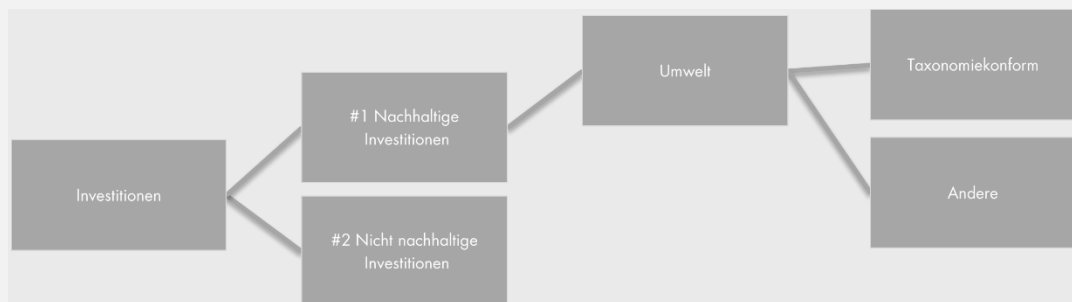 Investitionen
#1 Nachhaltige
Investitionen
#2 Nicht nachhaltige
Investitionen
Umwelt
Taxonomiekonform
Andere